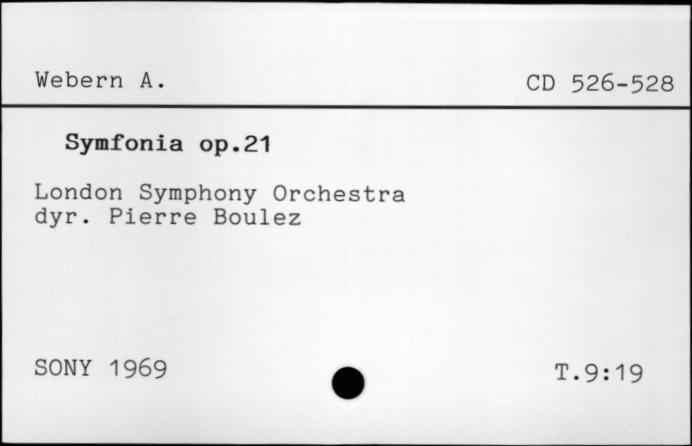 Webern A. CD 526-528
Symfonia op.21
London Symphony Orchestra
dyr. Pierre Boulez
SONY 1969 T.9:19